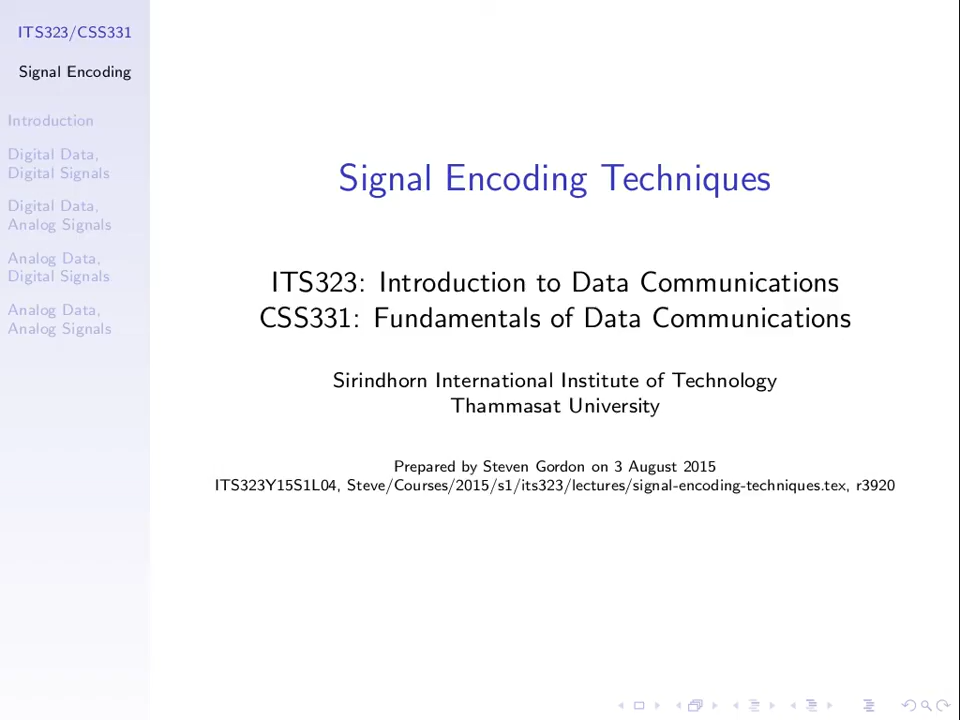 ITS323/CSS331
Signal Encoding
Introduction
Digital Data,
Digital Signals
Digital Data,
Analog Signals
Analog Data,
Digital Signals
Analog Data,
Analog Signals
Signal Encoding Techniques
ITS323: Introduction to Data Communications
CSS331: Fundamentals of Data Communications
Sirindhorn International Institute of Technology
Thammasat University
Prepared by Steven Gordon on 3 August 2015
ITS323Y15S1L04, Steve/Courses/2015/s1/its323/lectures/signal-encoding-techniques.tex, r3920